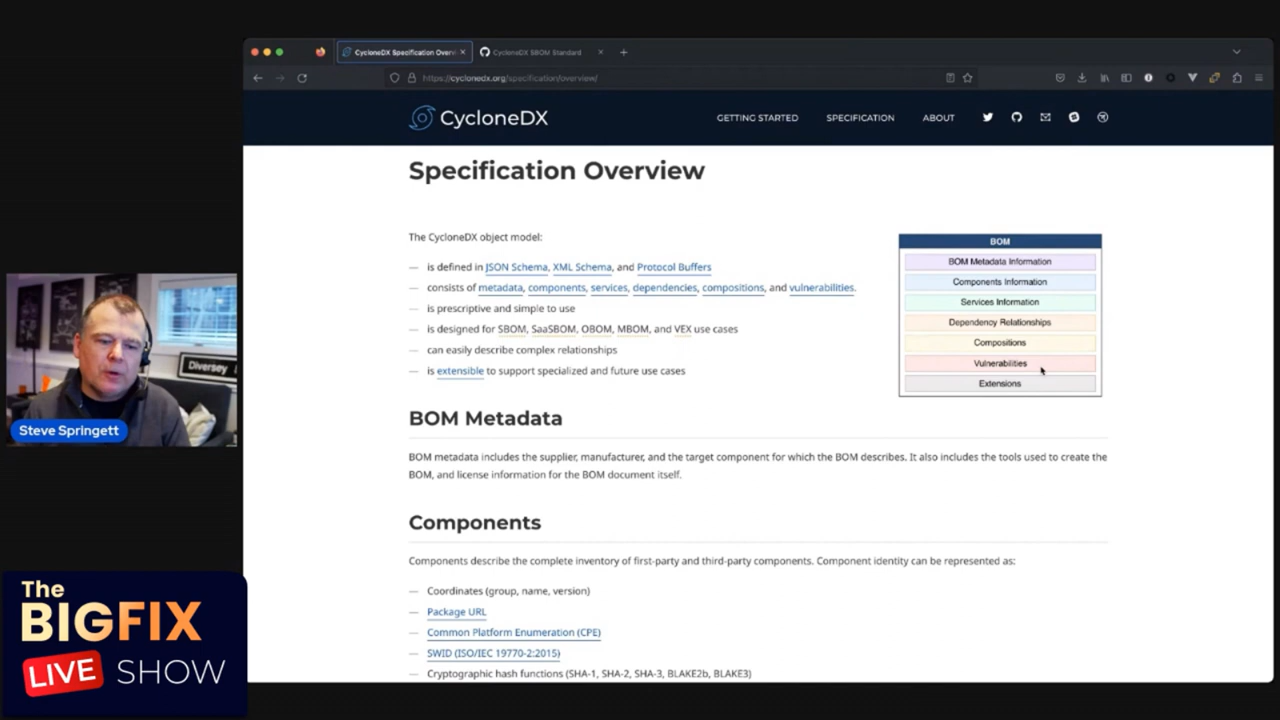 CycloneDX Specification Overv
CycloneDX SBOM Standard
https://cyclonedx.org/specification/overview/
CycloneDX
GETTING STARTED
SPECIFICATION
ABOUT
Specification Overview
The CycloneDX object model:
— is defined in JSON Schema, XML Schema, and Protocol Buffers
— consists of metadata, components, services, dependencies, compositions, and vulnerabilities.
— is prescriptive and simple to use
— is designed for SBOM, SaaSBOM, OBOM, MBOM, and VEX use cases
— can easily describe complex relationships
— is extensible to support specialized and future use cases
BOM
BOM Metadata Information
Components Information
Services Information
Dependency Relationships
Compositions
Vulnerabilities
Extensions
BOM Metadata
BOM metadata includes the supplier, manufacturer, and the target component for which the BOM describes. It also includes the tools used to create the
BOM, and license information for the BOM document itself.
Components
Components describe the complete inventory of first-party and third-party components. Component identity can be represented as:
— Coordinates (group, name, version)
— Package URL
— Common Platform Enumeration (CPE)
— SWID (ISO/IEC 19770-2:2015)
— Cryptographic hash functions (SHA-1, SHA-2, SHA-3, BLAKE2b, BLAKE3)
Diversey
Steve Springett
The
BIGFIX
LIVE SHOW